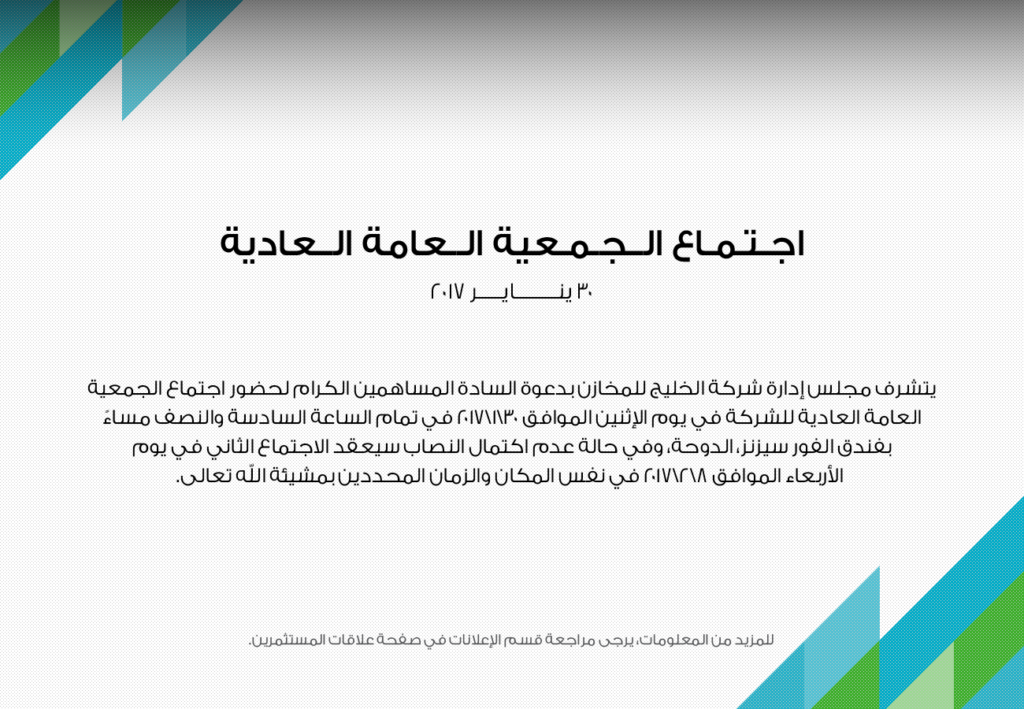 اجـتـمـاع الـجـمـعية الـعامة الـعادية
٣٠ ينـــايـــر ٢٠١٧
يتشرف مجلس إدارة شركة الخليج للمخازن بدعوة السادة المساهمين الكرام لحضور اجتماع الجمعية
العامة العادية للشركة في يوم الإثنين الموافق ٢٠١٧\١\٣٠ في تمام الساعة السادسة والنصف مساءً
بفندق الفور سيزنز، الدوحة، وفي حالة عدم اكتمال النصاب سيعقد الاجتماع الثاني في يوم
الأربعاء الموافق ٢٠١٧\٢\٨ في نفس المكان والزمان المحددين بمشيئة الله تعالى.
للمزيد من المعلومات، يرجى مراجعة قسم الإعلانات في صفحة علاقات المستثمرين.